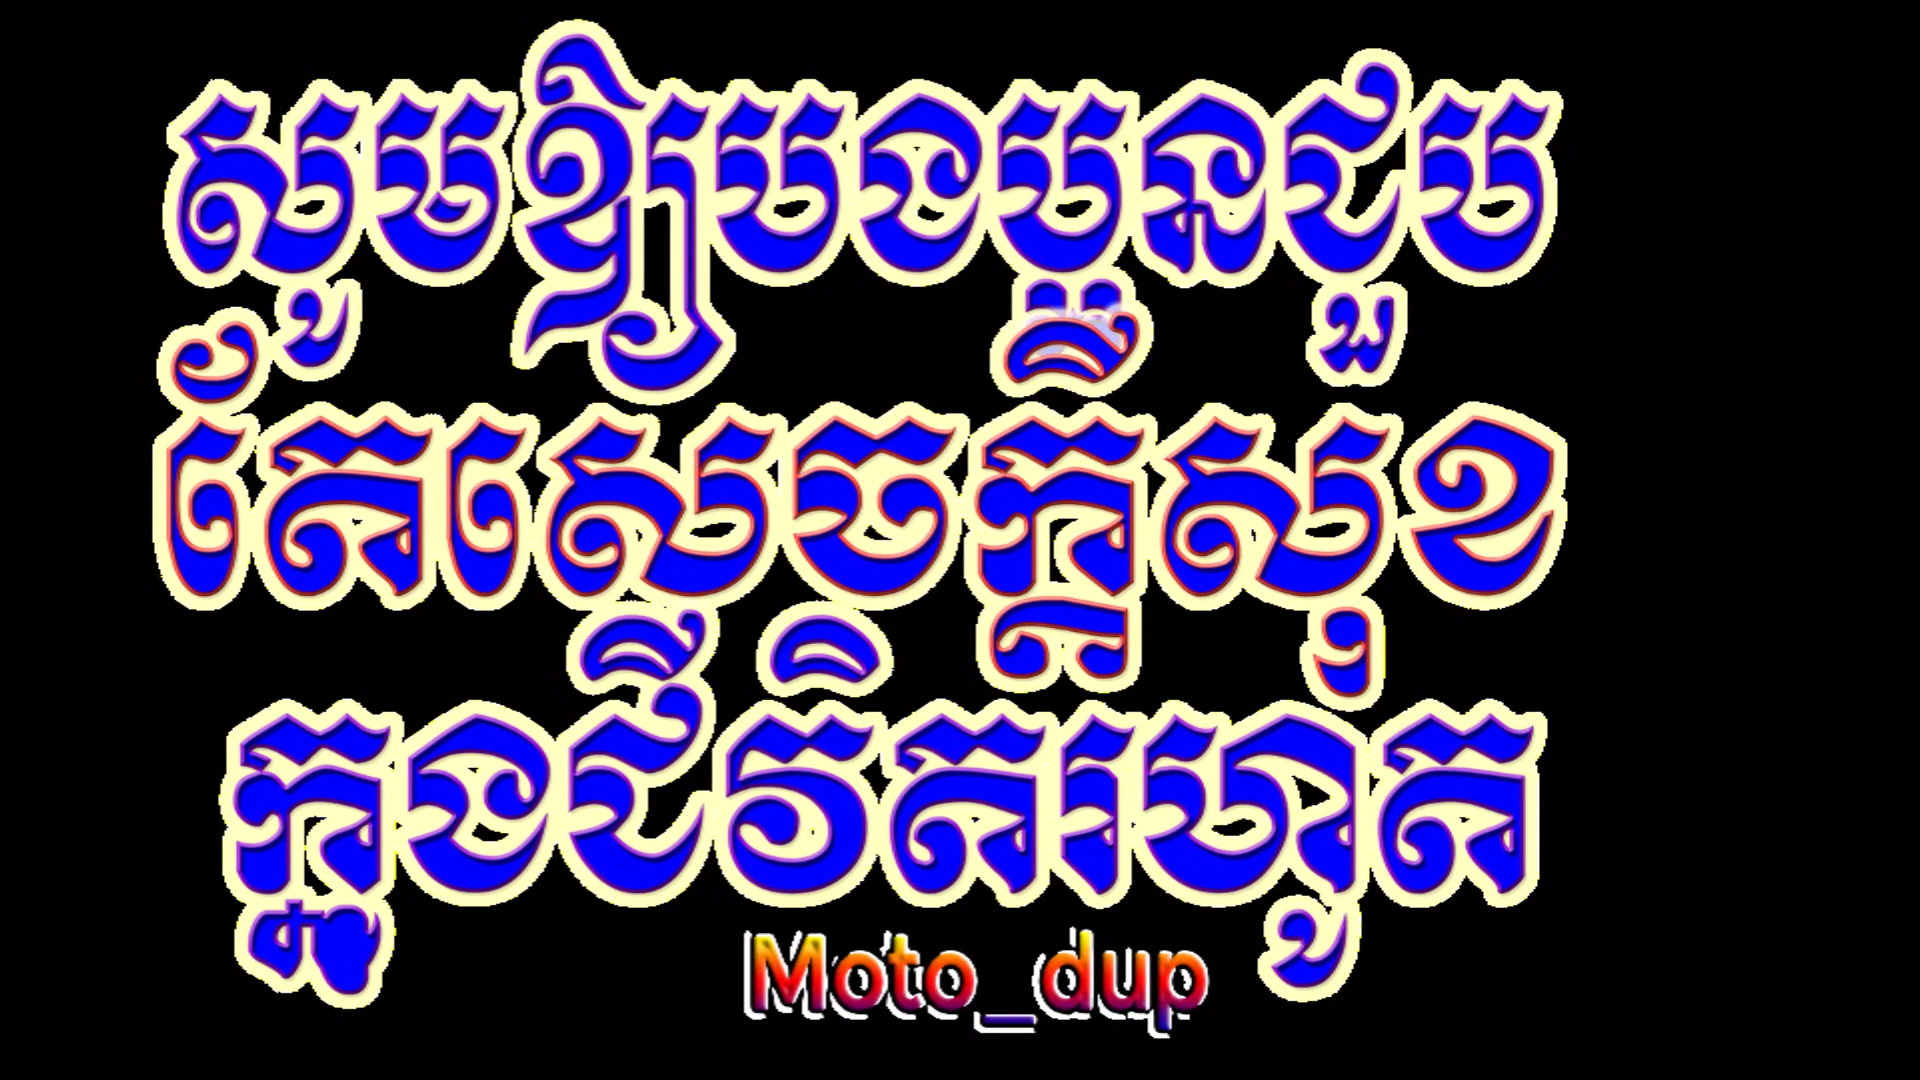 សូមឱ្យបងប្អូនជួប
តែសេចក្ដីសុខ
ក្នុងជីវិតរហូត
Moto_dup